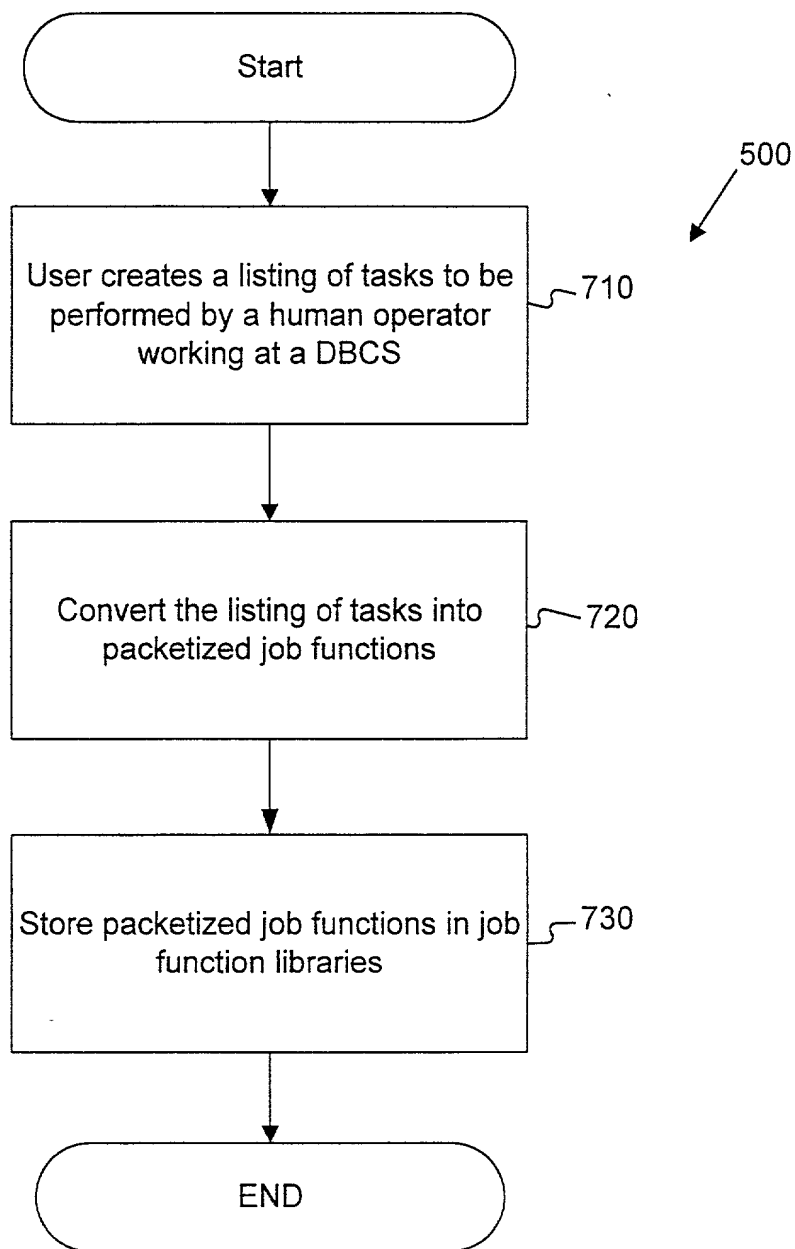 Start
500
User creates a listing of tasks to be
performed by a human operator
working at a DBCS
710
Convert the listing of tasks into
packetized job functions
720
Store packetized job functions in job
function libraries
730
END